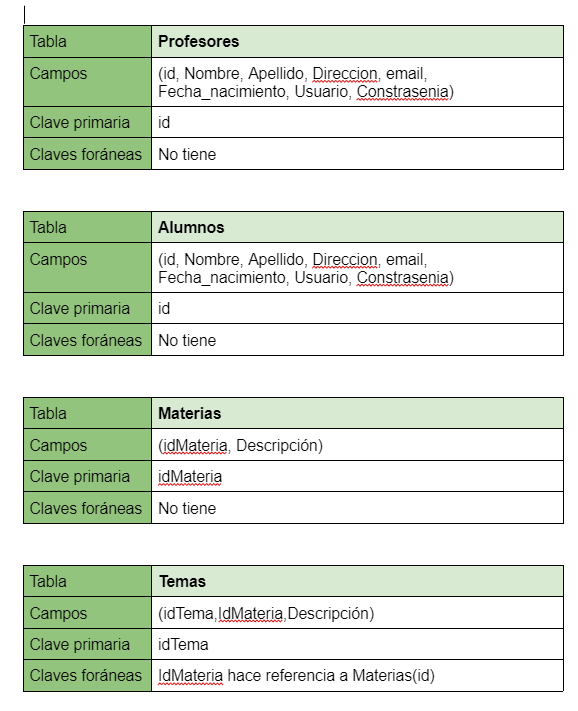 Tabla Profesores
Campos (id, Nombre, Apellido, Direccion, email,
Fecha_nacimiento, Usuario, Constrasenia)
Clave primaria id
Claves foráneas No tiene
Tabla Alumnos
Campos (id, Nombre, Apellido, Direccion, email,
Fecha_nacimiento, Usuario, Constrasenia)
Clave primaria id
Claves foráneas No tiene
Tabla Materias
Campos (idMateria, Descripción)
Clave primaria idMateria
Claves foráneas No tiene
Tabla Temas
Campos (idTema,IdMateria,Descripción)
Clave primaria idTema
Claves foráneas IdMateria hace referencia a Materias(id)